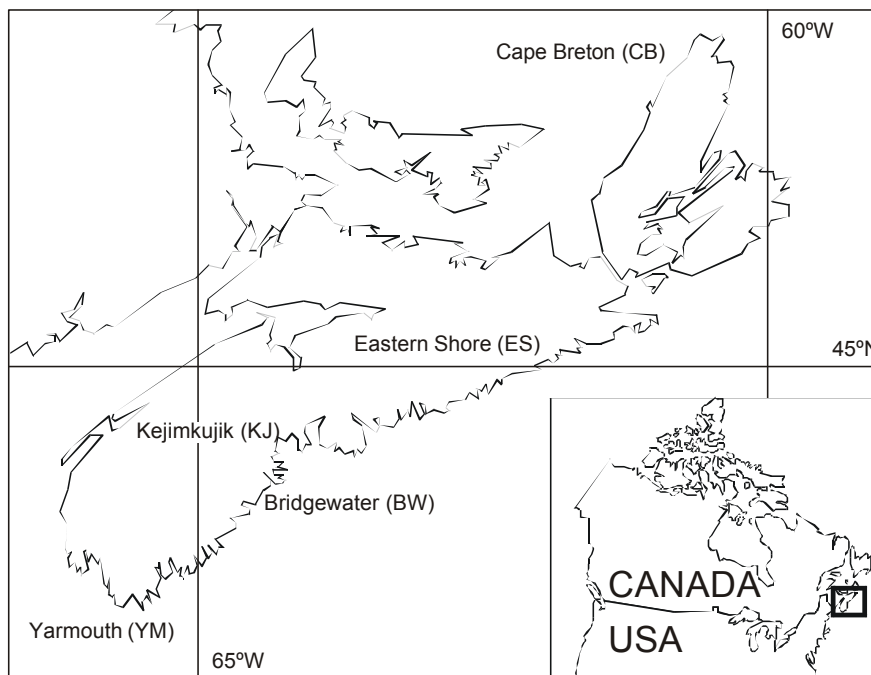 60ºW
Cape Breton (CB)
Eastern Shore (ES)
45ºN
Kejimkujik (KJ)
Bridgewater (BW)
CANADA
USA
Yarmouth (YM)
65ºW